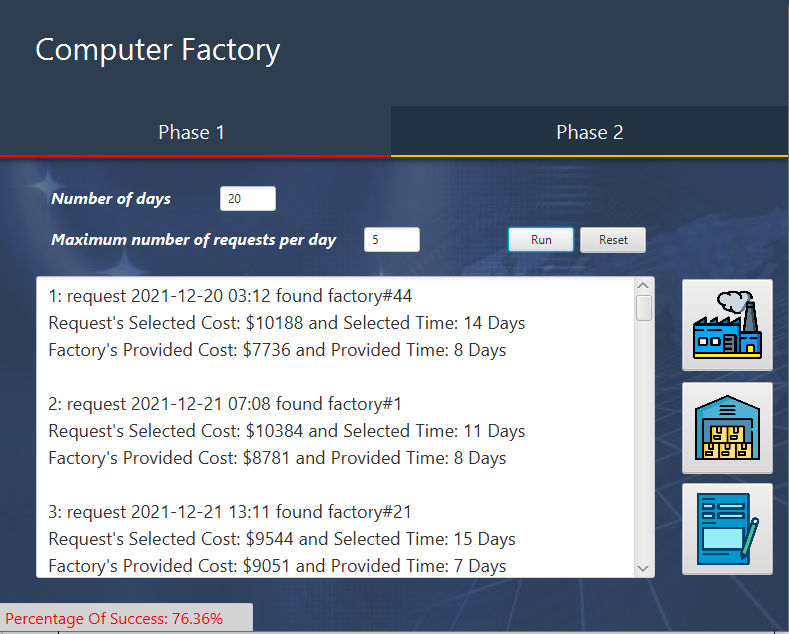 Computer Factory
Phase 1
Phase 2
Number of days
20
Maximum number of requests per day
5
Run
Reset
1: request 2021-12-20 03:12 found factory#44
Request's Selected Cost: $10188 and Selected Time: 14 Days
Factory's Provided Cost: $7736 and Provided Time: 8 Days
2: request 2021-12-21 07:08 found factory#1
Request's Selected Cost: $10384 and Selected Time: 11 Days
Factory's Provided Cost: $8781 and Provided Time: 8 Days
3: request 2021-12-21 13:11 found factory#21
Request's Selected Cost: $9544 and Selected Time: 15 Days
Factory's Provided Cost: $9051 and Provided Time: 7 Days
Percentage Of Success: 76.36%